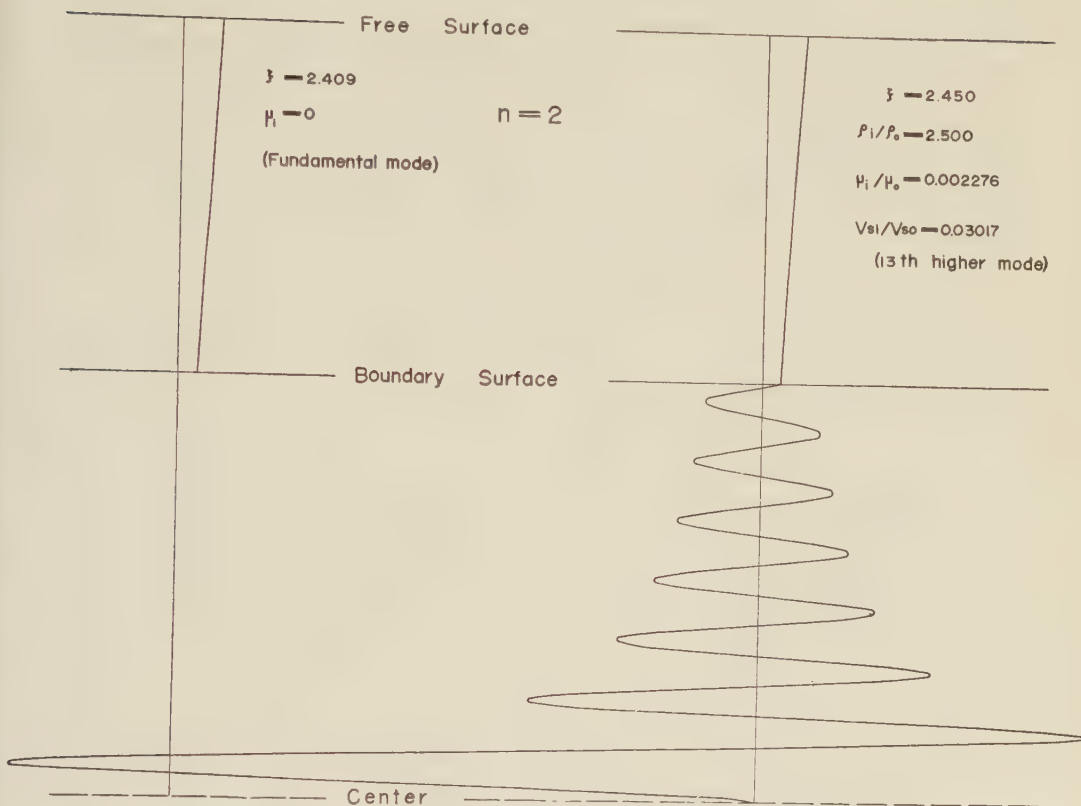 Free Surface
ξ = 2.409
μi = 0
(Fundamental mode)
n = 2
ξ = 2.450
ρi/ρo = 2.500
μi/μo = 0.002276
Vsi/Vso = 0.03017
(13th higher mode)
Boundary Surface
Center